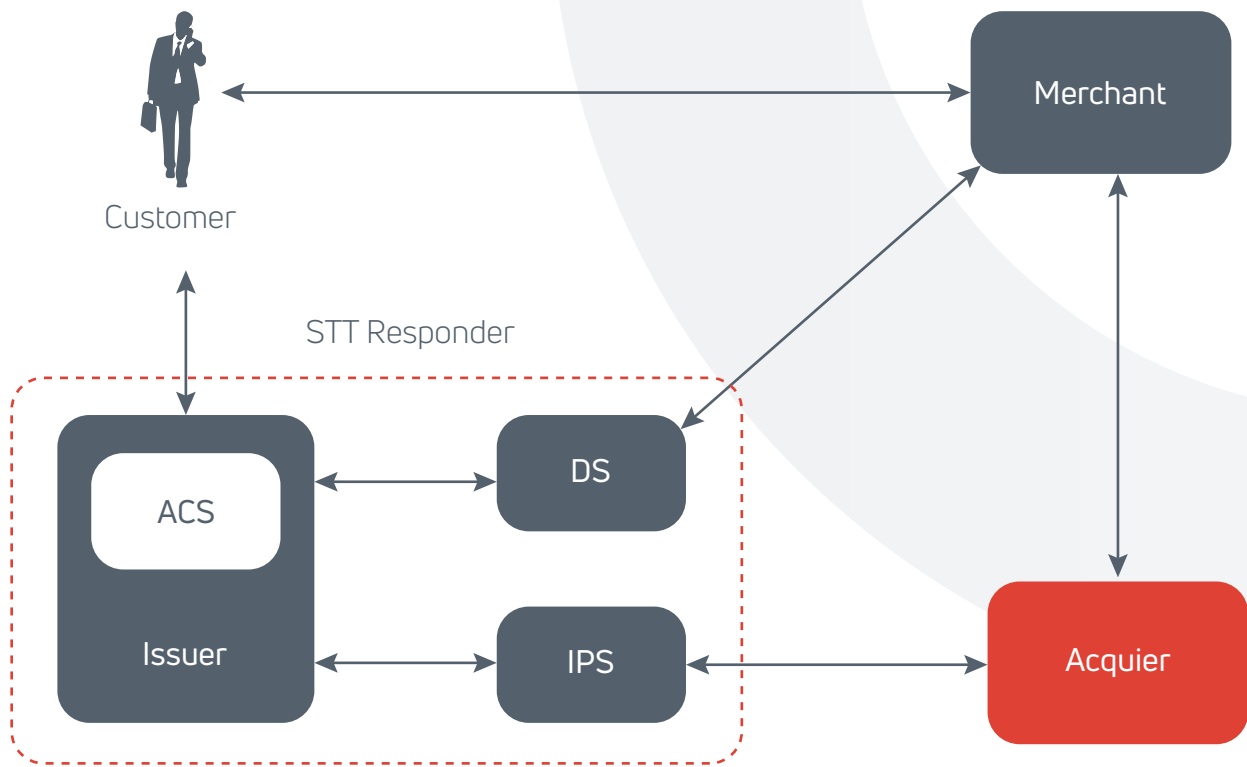 Merchant
Customer
STT Responder
DS
ACS
Issuer
IPS
Acquier